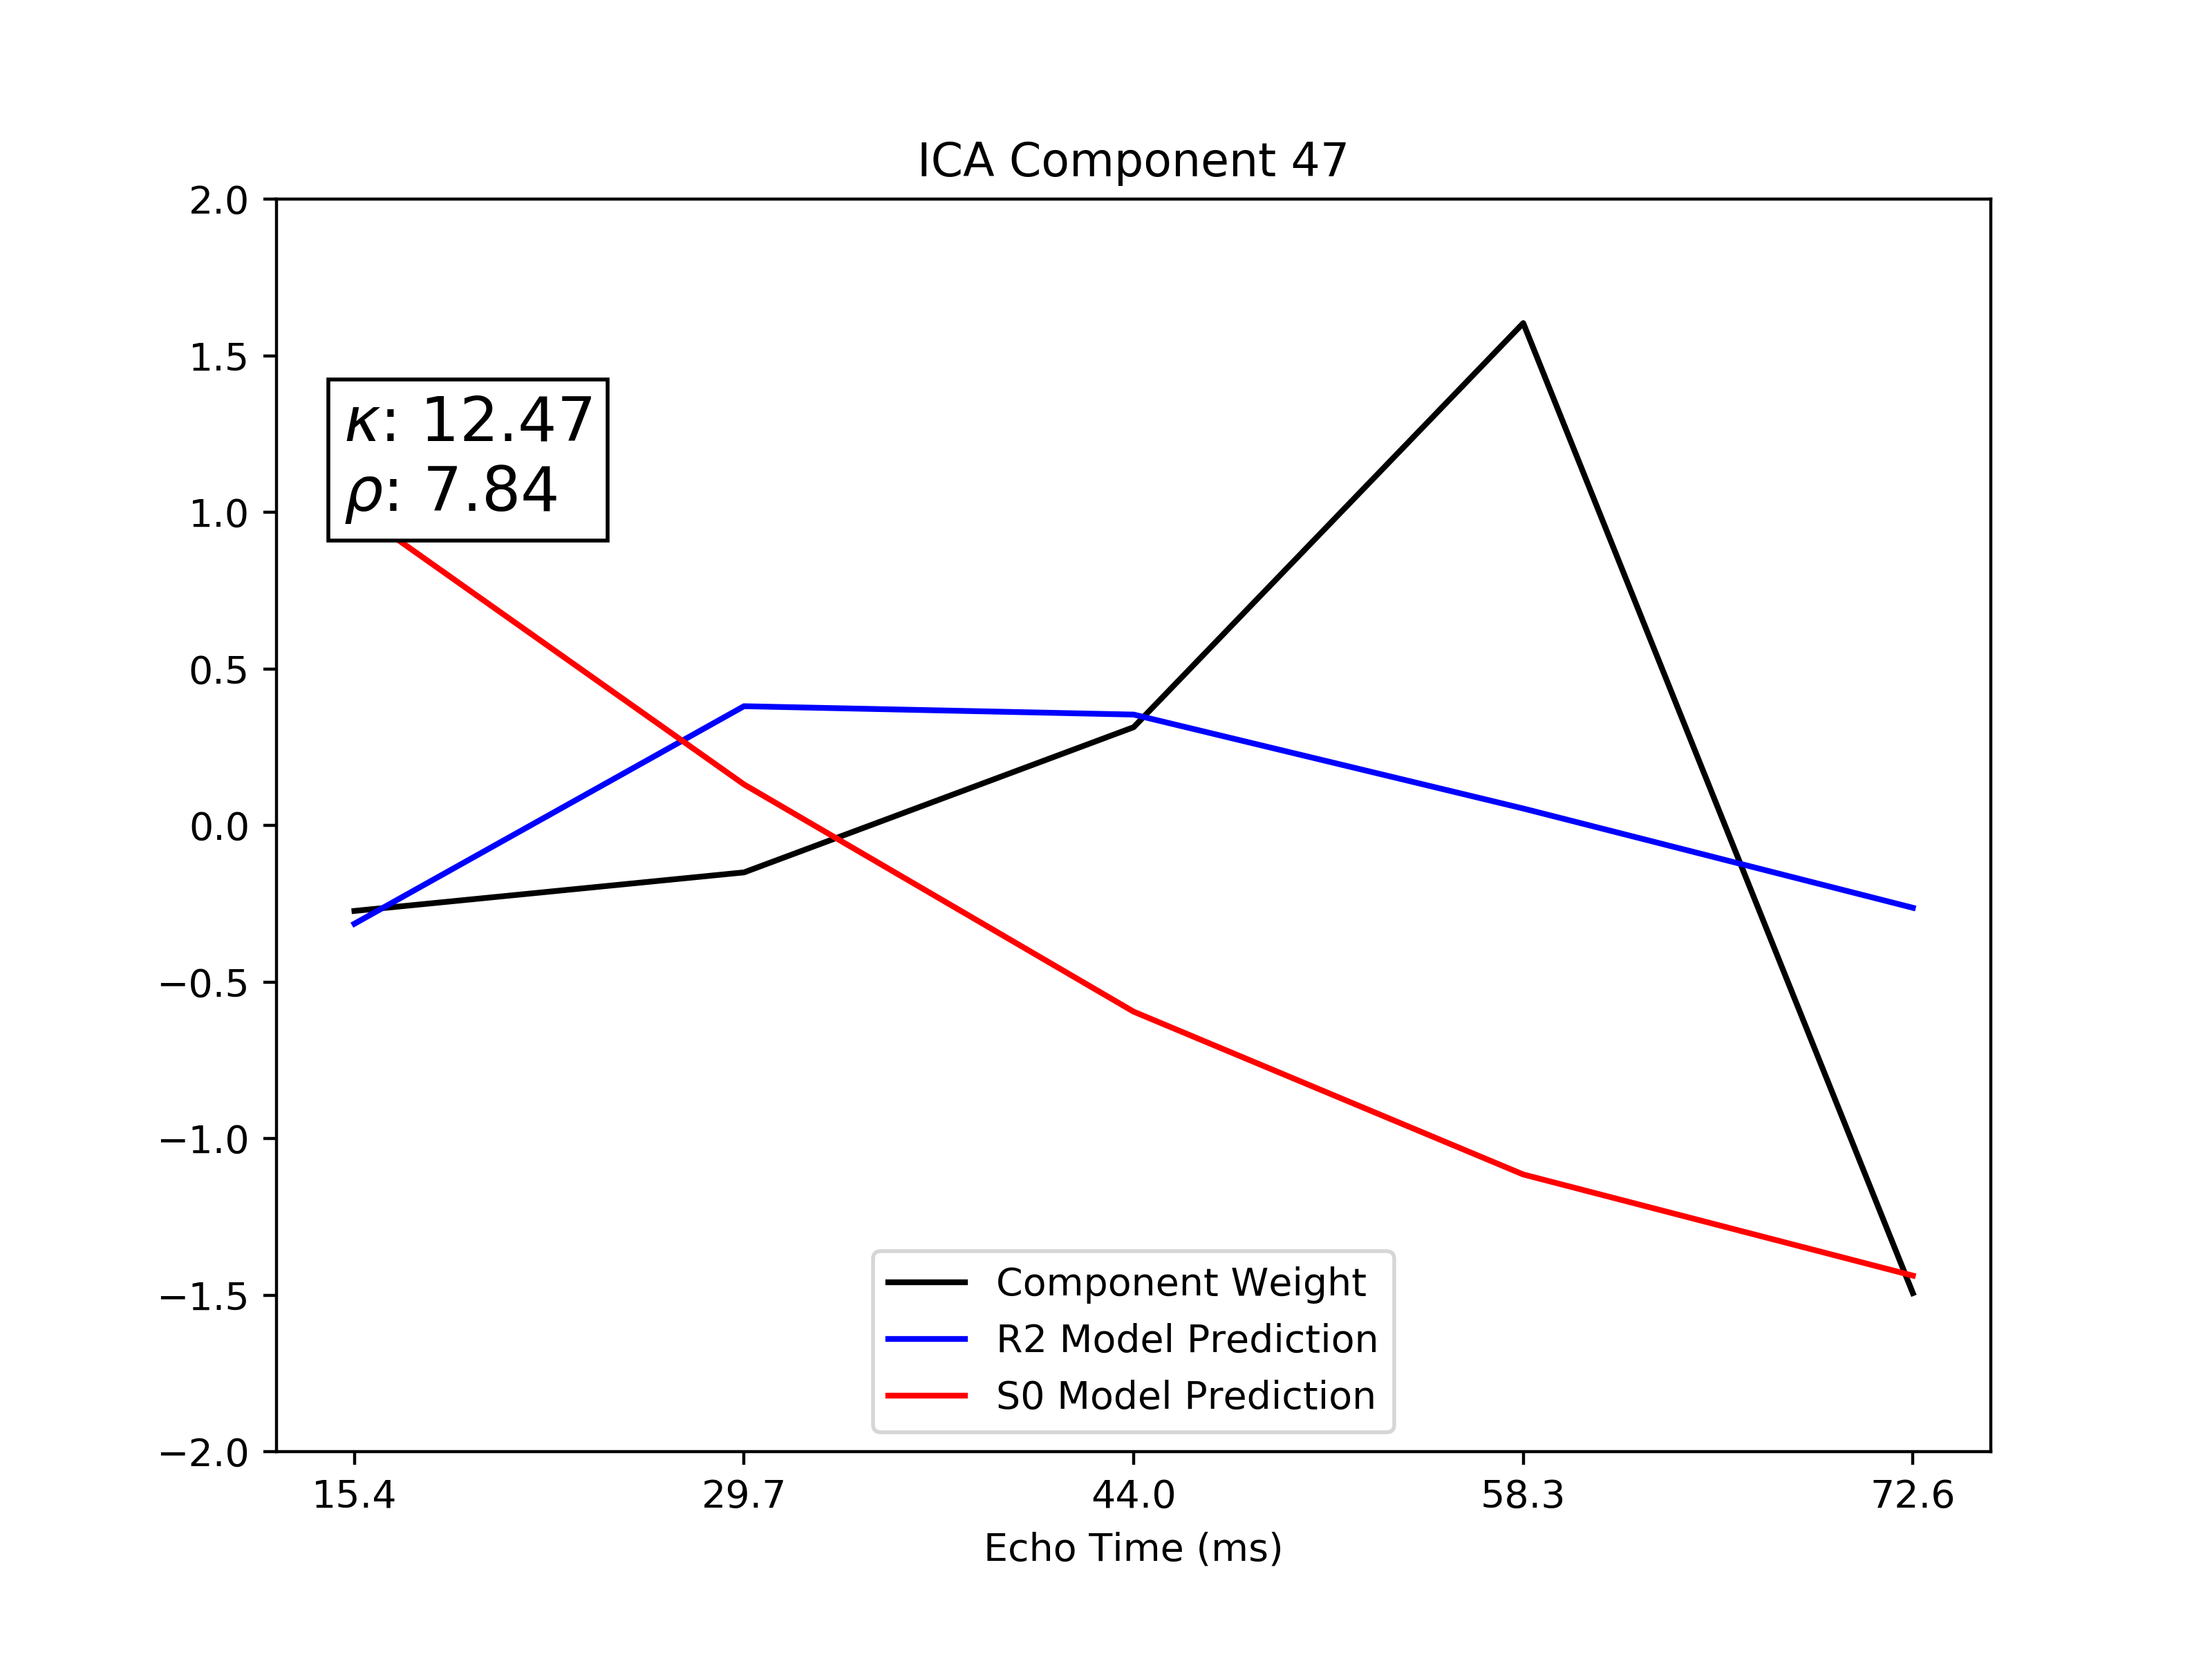 ICA Component 47
2.0
1.5
1.0
0.5
0.0
−0.5
−1.0
−1.5
−2.0
κ: 12.47
ρ: 7.84
Component Weight
R2 Model Prediction
S0 Model Prediction
15.4 29.7 44.0 58.3 72.6
Echo Time (ms)